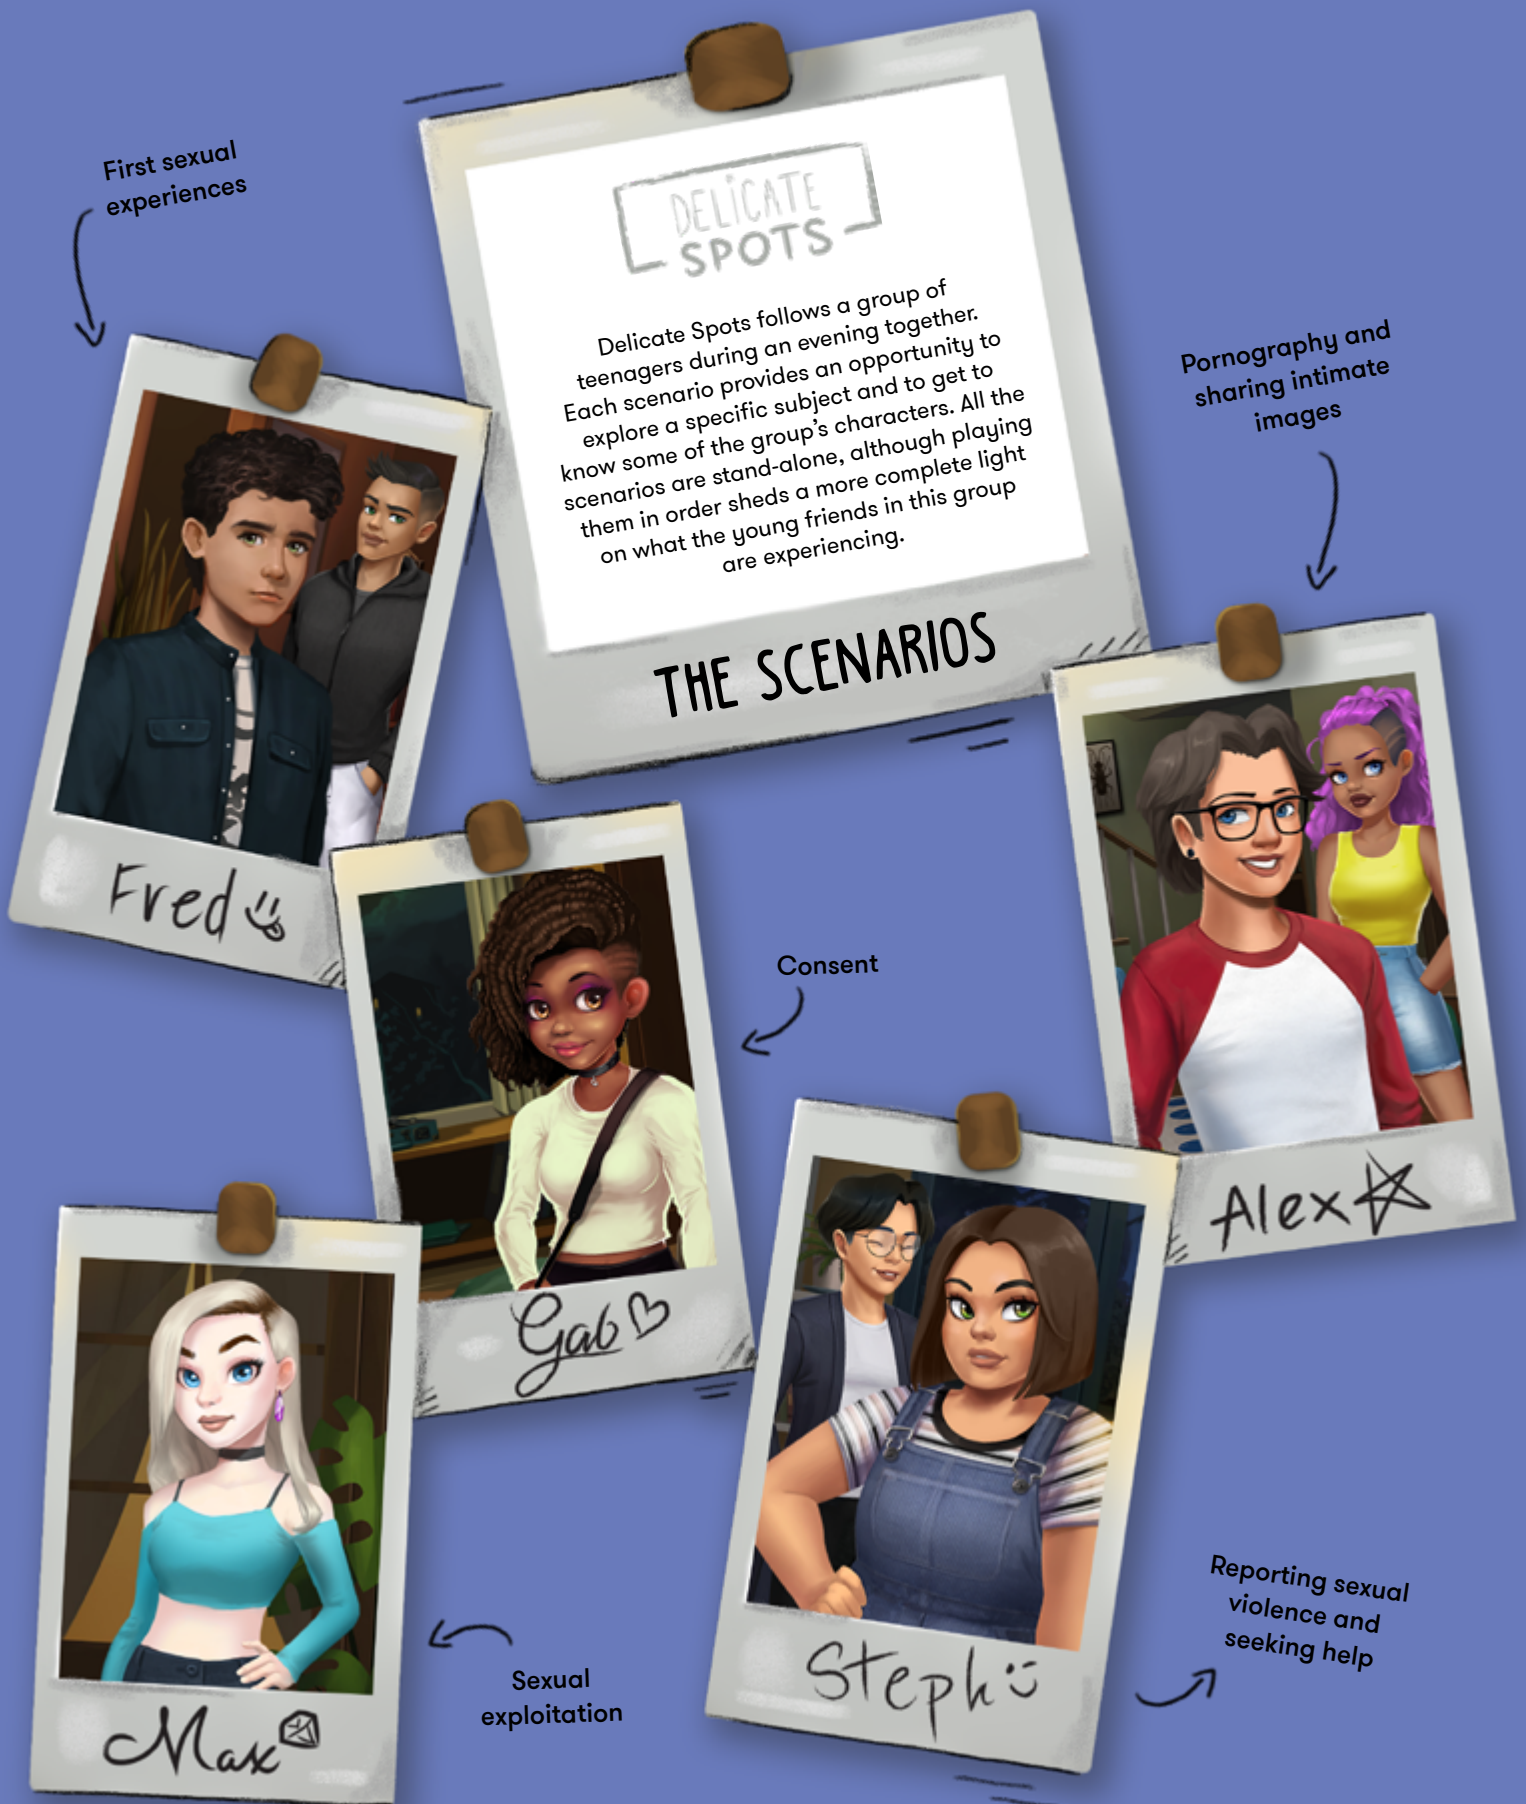 First sexual
experiences
DELiCATE
SPOTS
Delicate Spots follows a group of
teenagers during an evening together.
Each scenario provides an opportunity to
explore a specific subject and to get to
know some of the group's characters. All the
scenarios are stand-alone, although playing
them in order sheds a more complete light
on what the young friends in this group
are experiencing.
THE SCENARIOS
Pornography and
sharing intimate
images
Fred
Consent
Alex
Gab
Max
Sexual
exploitation
Steph
Reporting sexual
violence and
seeking help